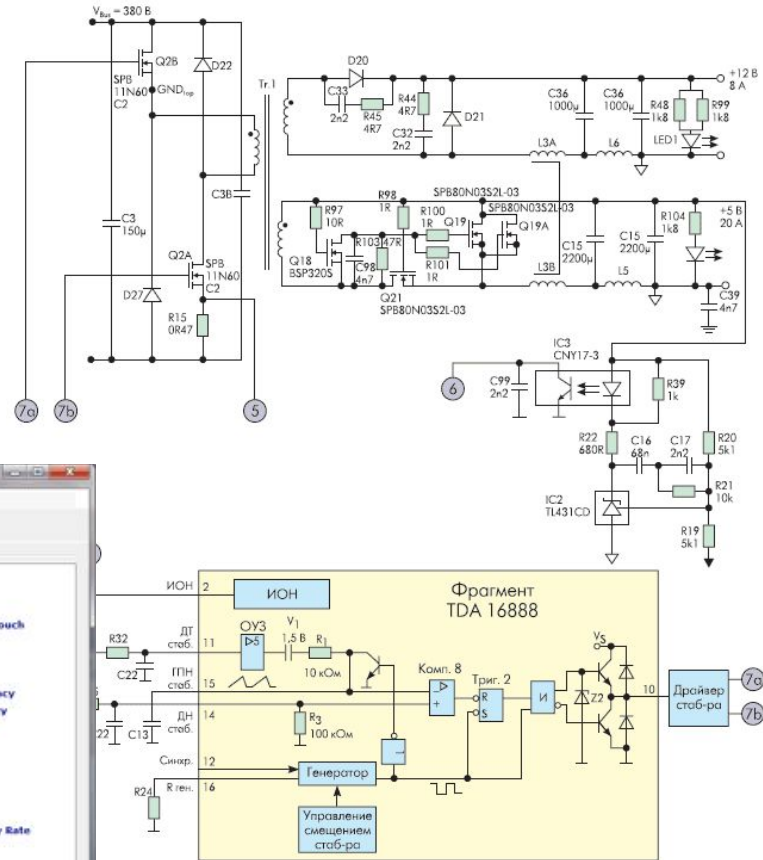 V_Bus = 380 В
Q2B
SPB
11N60
C2
GND_top
D22
Tr.1
C3
150μ
C3B
Q2A
SPB
11N60
C2
D27
R15
0R47
7a
7b
5
D20
C33
2n2
R45
4R7
R44
4R7
C32
2n2
D21
C36
1000μ
C36
1000μ
R48
1k8
R99
1k8
LED1
+12 В
8 А
L3A
L6
R97
10R
Q18
BSP320S
R103
47R
C98
4n7
R98
1R
R100
1R
R101
1R
Q21
SPB80N03S2L-03
SPB80N03S2L-03
Q19
SPB80N03S2L-03
Q19A
C15
2200μ
C15
2200μ
R104
1k8
+5 В
20 А
L3B
L5
C39
4n7
6
C99
2n2
IC3
CNY17-3
R39
1k
R22
680R
C16
68n
C17
2n2
R20
5k1
R21
10k
IC2
TL431CD
R19
5k1
ouch
y Rate
Фрагмент
TDA 16888
ИОН
2
ИОН
R32
C22
ДТ
стаб.
11
ОУ3
V1
1,5 В
R1
10 кОм
ГПН
стаб.
15
22
C13
ДН
стаб.
14
R3
100 кОм
Комп. 8
+
Триг. 2
R
S
И
VS
Z2
10
Драйвер
стаб-ра
7a
7b
Синхр.
12
R ген.
16
R24
Генератор
Управление
смещением
стаб-ра